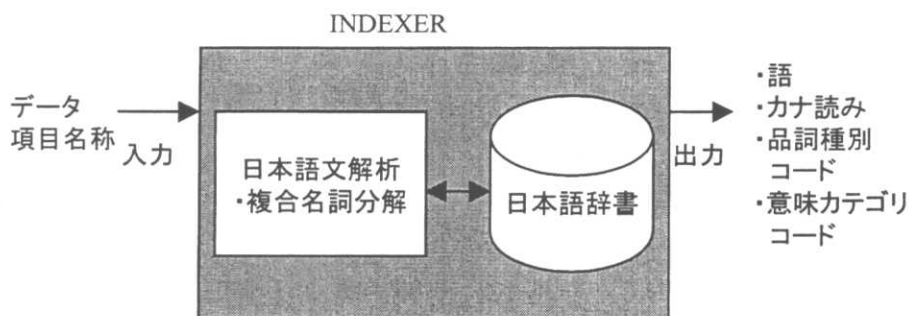 INDEXER
データ
項目名称
入力
日本語文解析
・複合名詞分解
日本語辞書
出力
・語
・カナ読み
・品詞種別
コード
・意味カテゴリ
コード